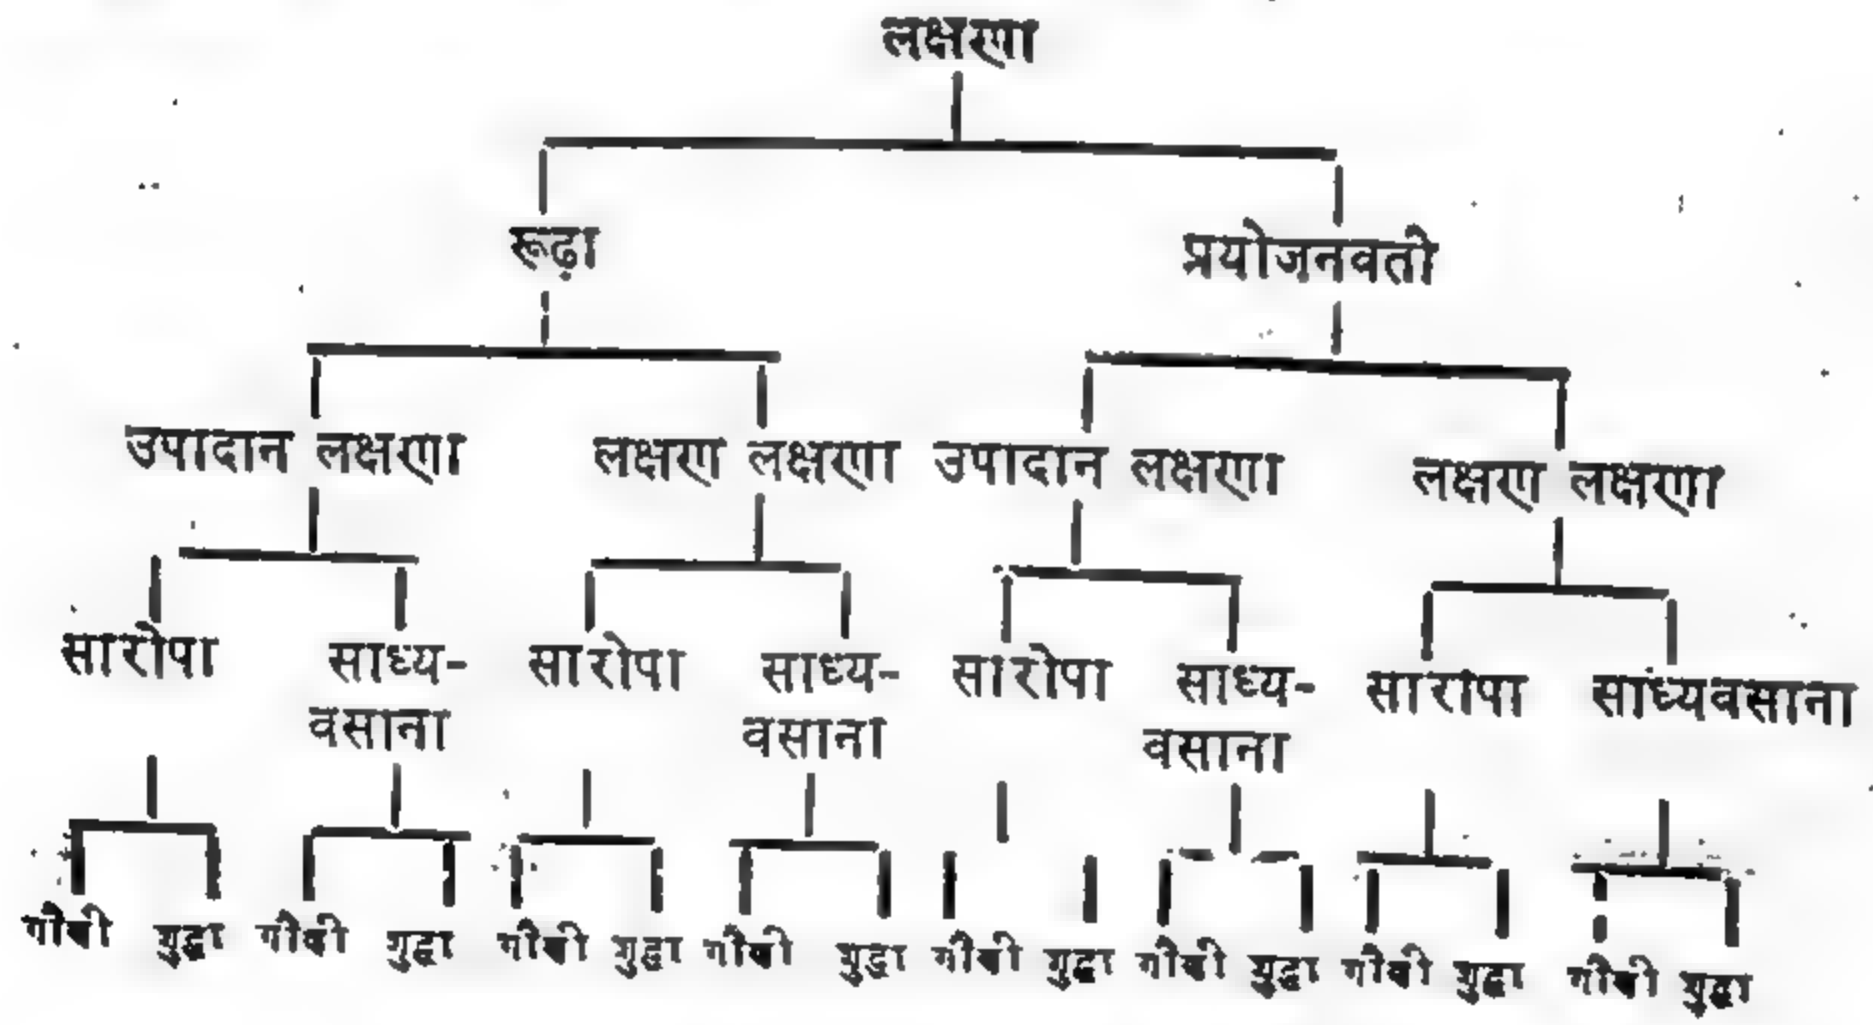 लक्षणा
रूढ़ा प्रयोजनवती
उपादान लक्षणा लक्षण लक्षणा उपादान लक्षणा लक्षण लक्षणा
सारोपा साध्य- सारोपा साध्य- सारोपा साध्य- सारोपा साध्यवसाना
वसाना वसाना वसाना
गौणी शुद्धा गौणी शुद्धा गौणी शुद्धा गौणी शुद्धा गौणी शुद्धा गौणी शुद्धा गौणी शुद्धा गौणी शुद्धा